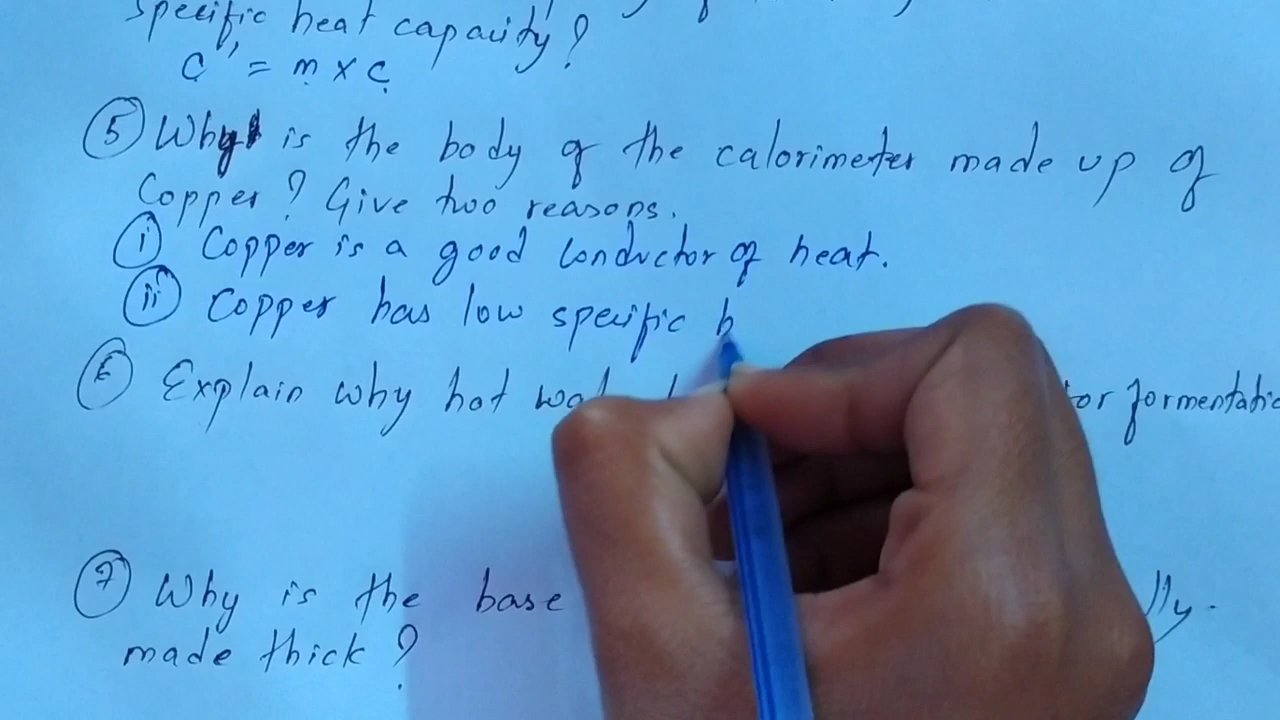 specific heat capacity?
C' = m x c
5 Why is the body of the calorimeter made up of
Copper? Give two reasons.
i Copper is a good conductor of heat.
ii Copper has low specific h
6 Explain why hot for formentatio
7 Why is the base lly.
made thick?